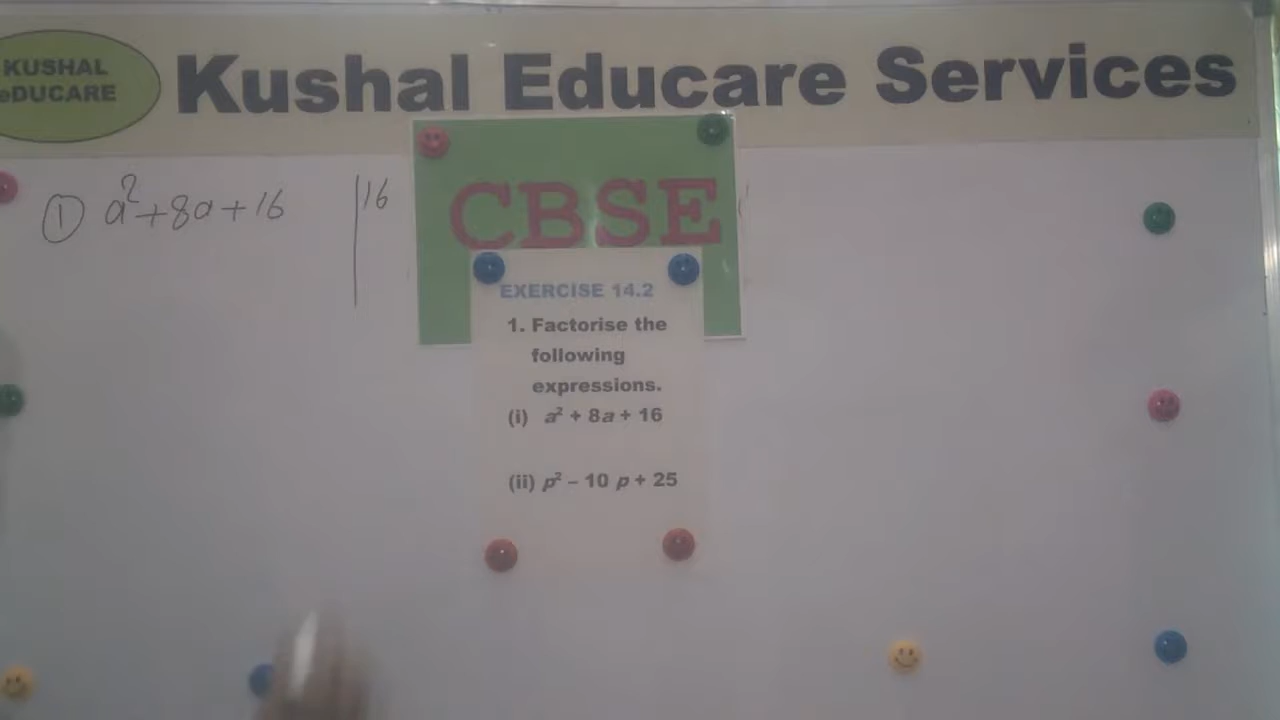 KUSHAL
eDUCARE
Kushal Educare Services
① a²+8a+16
16
CBSE
EXERCISE 14.2
1. Factorise the
following
expressions.
(i) a² + 8a + 16
(ii) p² – 10 p + 25